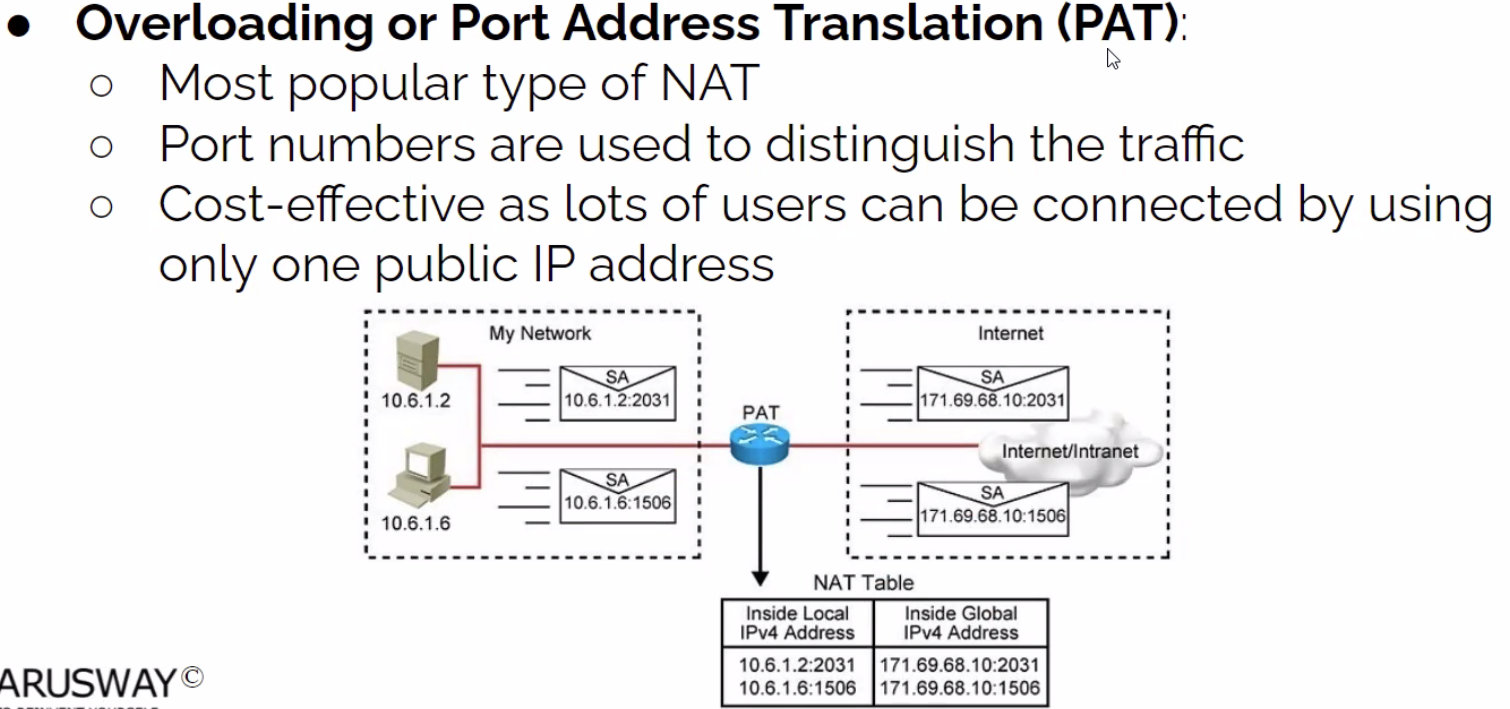 ● Overloading or Port Address Translation (PAT):
○ Most popular type of NAT
○ Port numbers are used to distinguish the traffic
○ Cost-effective as lots of users can be connected by using
only one public IP address
My Network
Internet
10.6.1.2
SA
10.6.1.2:2031
PAT
SA
171.69.68.10:2031
Internet/Intranet
10.6.1.6
SA
10.6.1.6:1506
SA
171.69.68.10:1506
NAT Table
Inside Local
IPv4 Address
Inside Global
IPv4 Address
10.6.1.2:2031 171.69.68.10:2031
10.6.1.6:1506 171.69.68.10:1506
ARUSWAY©